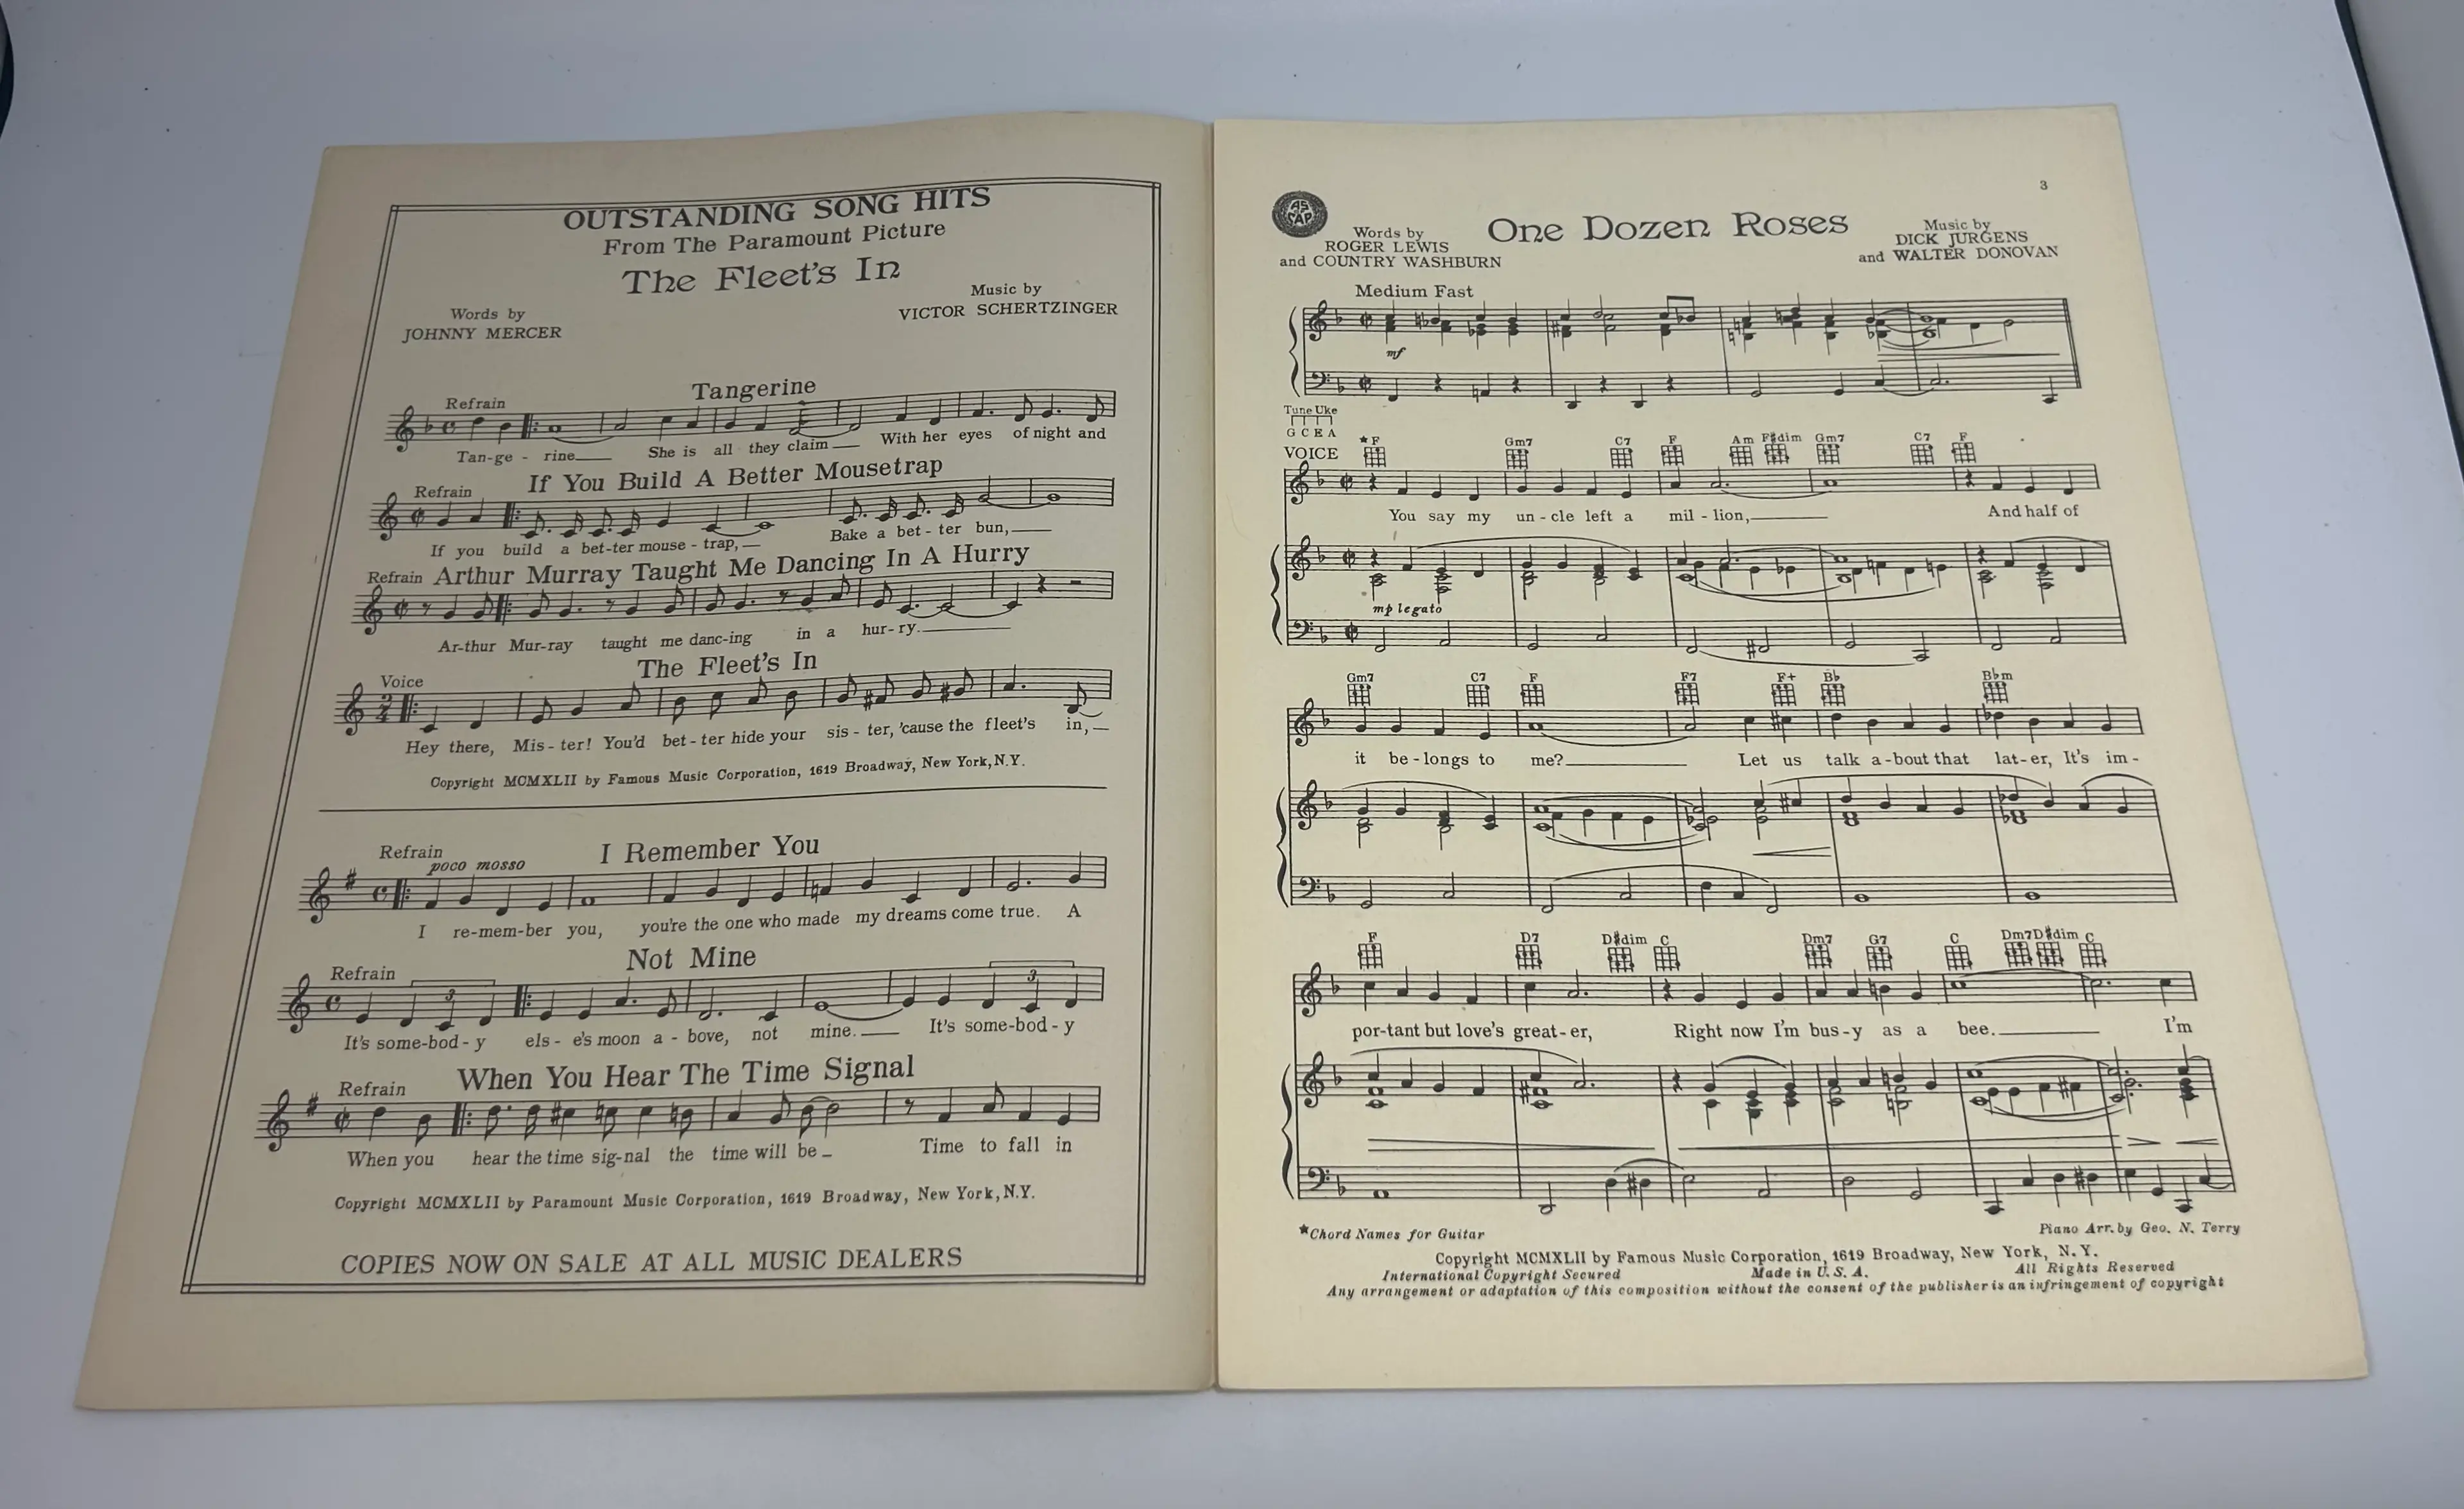 OUTSTANDING SONG HITS
From The Paramount Picture
The Fleet's In
Words by
JOHNNY MERCER
Music by
VICTOR SCHERTZINGER
Tangerine
Refrain
Tan-ge - rine She is all they claim With her eyes of night and
If You Build A Better Mousetrap
Refrain
If you build a bet-ter mouse - trap, Bake a bet - ter bun,
Arthur Murray Taught Me Dancing In A Hurry
Refrain
Ar-thur Mur-ray taught me danc-ing in a hur-ry.
The Fleet's In
Voice
2/4
Hey there, Mis-ter! You'd bet-ter hide your sis-ter, 'cause the fleet's in,
Copyright MCMXLII by Famous Music Corporation, 1619 Broadway, New York, N.Y.
I Remember You
Refrain
poco mosso
I re-mem-ber you, you're the one who made my dreams come true. A
Not Mine
Refrain
3 3
It's some-bod-y els - e's moon a - bove, not mine. It's some-bod-y
When You Hear The Time Signal
Refrain
When you hear the time sig-nal the time will be Time to fall in
Copyright MCMXLII by Paramount Music Corporation, 1619 Broadway, New York, N.Y.
COPIES NOW ON SALE AT ALL MUSIC DEALERS
3
AS CAP
One Dozen Roses
Words by
ROGER LEWIS
and COUNTRY WASHBURN
Music by
DICK JURGENS
and WALTER DONOVAN
Medium Fast
mf
Tune Uke
G C E A
VOICE
★F Gm7 C7 F Am F#dim Gm7 C7 F
You say my un-cle left a mil-lion, And half of
mp legato
Gm7 C7 F F7 F+ B♭ B♭m
it be-longs to me? Let us talk a-bout that lat-er, It's im-
F D7 D#dim C Dm7 G7 C Dm7 D#dim C
por-tant but love's great-er, Right now I'm bus-y as a bee. I'm
★Chord Names for Guitar
Piano Arr. by Geo. N. Terry
Copyright MCMXLII by Famous Music Corporation, 1619 Broadway, New York, N.Y.
International Copyright Secured Made in U.S.A. All Rights Reserved
Any arrangement or adaptation of this composition without the consent of the publisher is an infringement of copyright